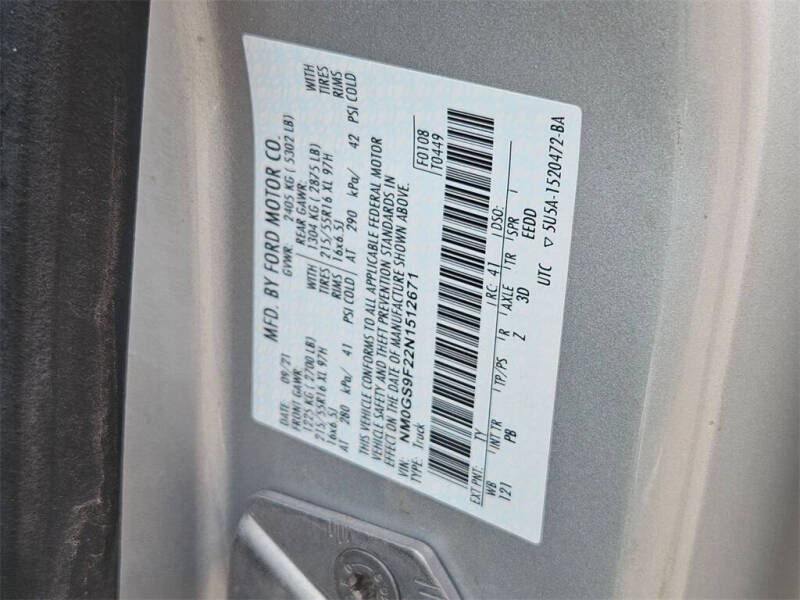 MFD. BY FORD MOTOR CO.
DATE: 09/21 GVWR: 2405 KG ( 5302 LB)
FRONT GAWR: REAR GAWR:
1225 KG ( 2700 LB) WITH 1304 KG ( 2875 LB) WITH
215/55R16 XL 97H TIRES 215/55R16 XL 97H TIRES
16x6.5J RIMS 16x6.5J RIMS
AT 280 kPa/ 41 PSI COLD AT 290 kPa/ 42 PSI COLD
THIS VEHICLE CONFORMS TO ALL APPLICABLE FEDERAL MOTOR
VEHICLE SAFETY AND THEFT PREVENTION STANDARDS IN
EFFECT ON THE DATE OF MANUFACTURE SHOWN ABOVE.
VIN: NM0GS9F22N1512671
TYPE: Truck
F0108
T0449
EXT PNT: TY RC: 41 DSO:
WB INT TR TP/PS R AXLE TR SPR
121 PB Z 3D EEDD
UTC ▽ 5U5A-1520472-BA